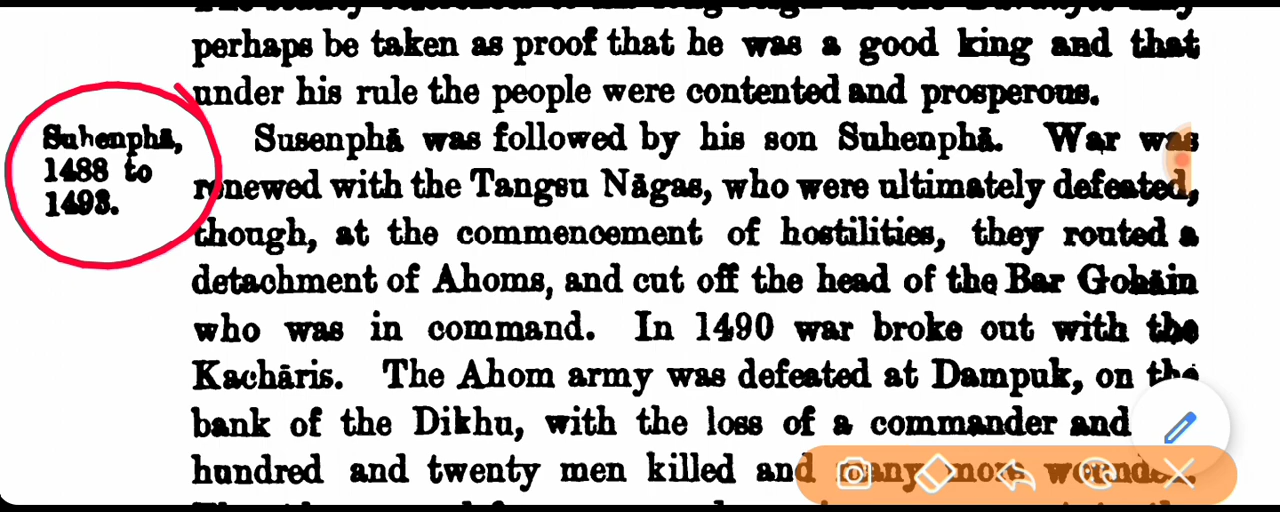 perhaps be taken as proof that he was a good king and that
under his rule the people were contented and prosperous.
Suhenphā,
1488 to
1493.
Susenphā was followed by his son Suhenphā. War was
renewed with the Tangsu Nāgas, who were ultimately defeated,
though, at the commencement of hostilities, they routed a
detachment of Ahoms, and cut off the head of the Bar Gohāin
who was in command. In 1490 war broke out with the
Kachāris. The Ahom army was defeated at Dampuk, on the
bank of the Dikhu, with the loss of a commander and
hundred and twenty men killed and many more wounded.